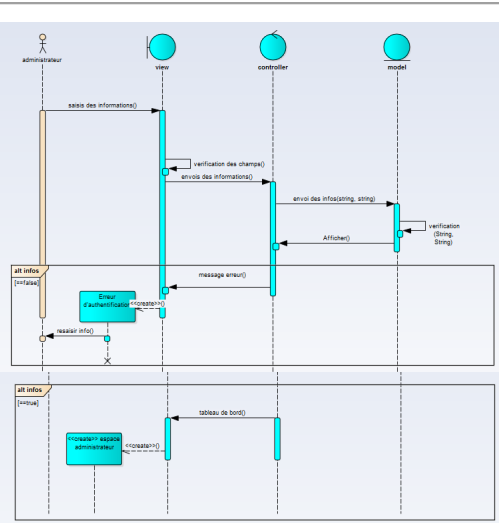 administrateur
view
controller
model
saisis des informations()
verification des champs()
envois des informations()
envoi des infos(string, string)
verification
(String,
String)
Afficher()
alt infos
[==false]
message erreur()
Erreur
d'authentification
<<create>>()
resaisir info()
alt infos
[==true]
tableau de bord()
<<create>> espace
administrateur
<<create>>()